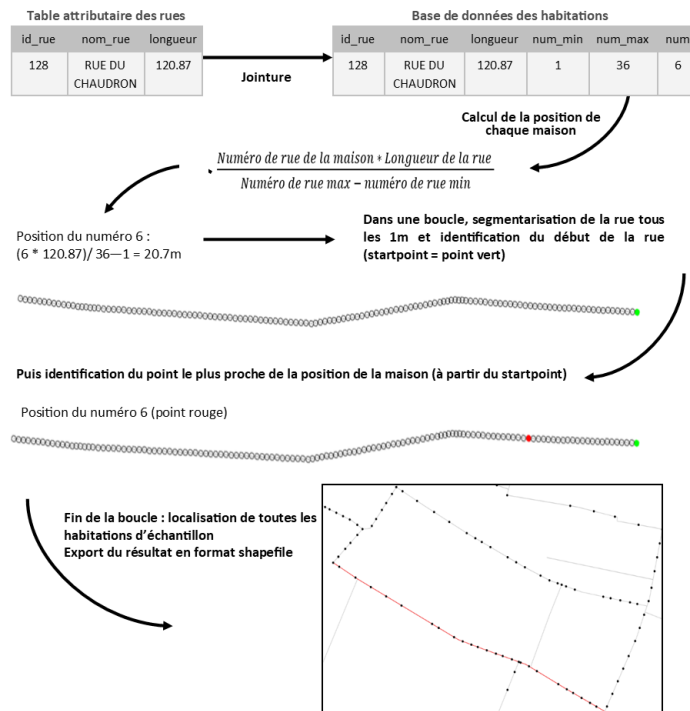 Table attributaire des rues
Base de données des habitations
id_rue nom_rue longueur
128 RUE DU CHAUDRON 120.87
Jointure
id_rue nom_rue longueur num_min num_max num
128 RUE DU CHAUDRON 120.87 1 36 6
Calcul de la position de
chaque maison
Numéro de rue de la maison * Longueur de la rue
Numéro de rue max − numéro de rue min
Position du numéro 6 :
(6 * 120.87)/ 36—1 = 20.7m
Dans une boucle, segmentarisation de la rue tous
les 1m et identification du début de la rue
(startpoint = point vert)
Puis identification du point le plus proche de la position de la maison (à partir du startpoint)
Position du numéro 6 (point rouge)
Fin de la boucle : localisation de toutes les
habitations d'échantillon
Export du résultat en format shapefile